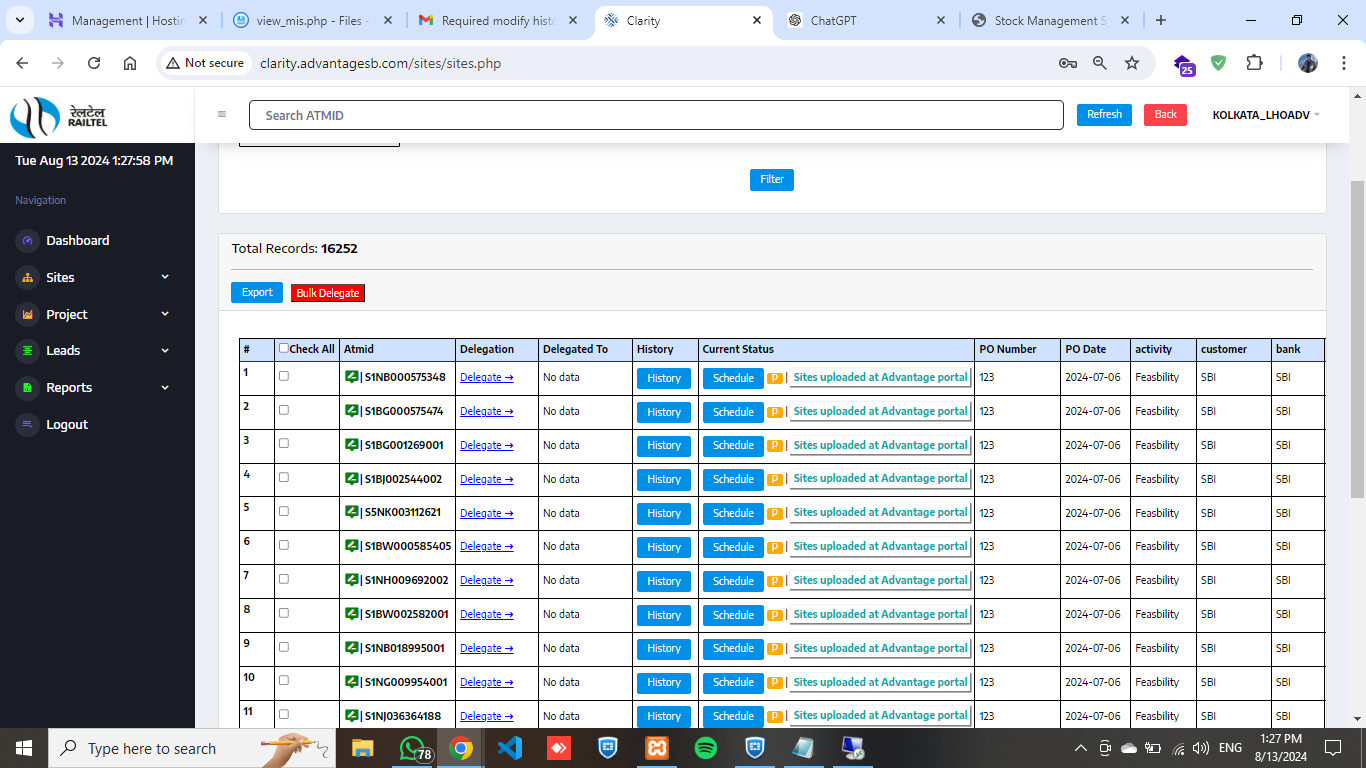 Management | Hostin
view_mis.php - Files -
Gmail Required modify histo
Clarity
ChatGPT
Stock Management S
Not secure
clarity.advantagesb.com/sites/sites.php
25
रेलटेल
RAILTEL
Search ATMID
Refresh
Back
KOLKATA_LHOADV
Tue Aug 13 2024 1:27:58 PM
Navigation
Dashboard
Sites
Project
Leads
Reports
Logout
Filter
Total Records: 16252
Export
Bulk Delegate
# Check All Atmid Delegation Delegated To History Current Status PO Number PO Date activity customer bank
1 | S1NB000575348 Delegate → No data History Schedule P | Sites uploaded at Advantage portal 123 2024-07-06 Feasbility SBI SBI
2 | S1BG000575474 Delegate → No data History Schedule P | Sites uploaded at Advantage portal 123 2024-07-06 Feasbility SBI SBI
3 | S1BG001269001 Delegate → No data History Schedule P | Sites uploaded at Advantage portal 123 2024-07-06 Feasbility SBI SBI
4 | S1BJ002544002 Delegate → No data History Schedule P | Sites uploaded at Advantage portal 123 2024-07-06 Feasbility SBI SBI
5 | S5NK003112621 Delegate → No data History Schedule P | Sites uploaded at Advantage portal 123 2024-07-06 Feasbility SBI SBI
6 | S1BW000585405 Delegate → No data History Schedule P | Sites uploaded at Advantage portal 123 2024-07-06 Feasbility SBI SBI
7 | S1NH009692002 Delegate → No data History Schedule P | Sites uploaded at Advantage portal 123 2024-07-06 Feasbility SBI SBI
8 | S1BW002582001 Delegate → No data History Schedule P | Sites uploaded at Advantage portal 123 2024-07-06 Feasbility SBI SBI
9 | S1NB018995001 Delegate → No data History Schedule P | Sites uploaded at Advantage portal 123 2024-07-06 Feasbility SBI SBI
10 | S1NG009954001 Delegate → No data History Schedule P | Sites uploaded at Advantage portal 123 2024-07-06 Feasbility SBI SBI
11 | S1NJ036364188 Delegate → No data History Schedule P | Sites uploaded at Advantage portal 123 2024-07-06 Feasbility SBI SBI
Type here to search
78
ENG
1:27 PM
8/13/2024